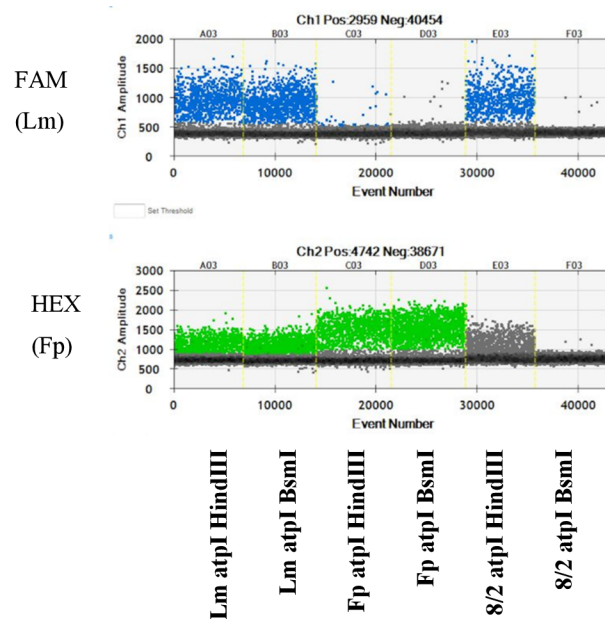 Ch1 Pos:2959 Neg:40454
A03 B03 C03 D03 E03 F03
FAM
(Lm)
Ch1 Amplitude
2000
1500
1000
500
0
0 10000 20000 30000 40000
Event Number
Set Threshold
Ch2 Pos:4742 Neg:38671
A03 B03 C03 D03 E03 F03
HEX
(Fp)
Ch2 Amplitude
3000
2500
2000
1500
1000
500
0
0 10000 20000 30000 40000
Event Number
Lm atpI HindIII
Lm atpI BsmI
Fp atpI HindIII
Fp atpI BsmI
8/2 atpI HindIII
8/2 atpI BsmI